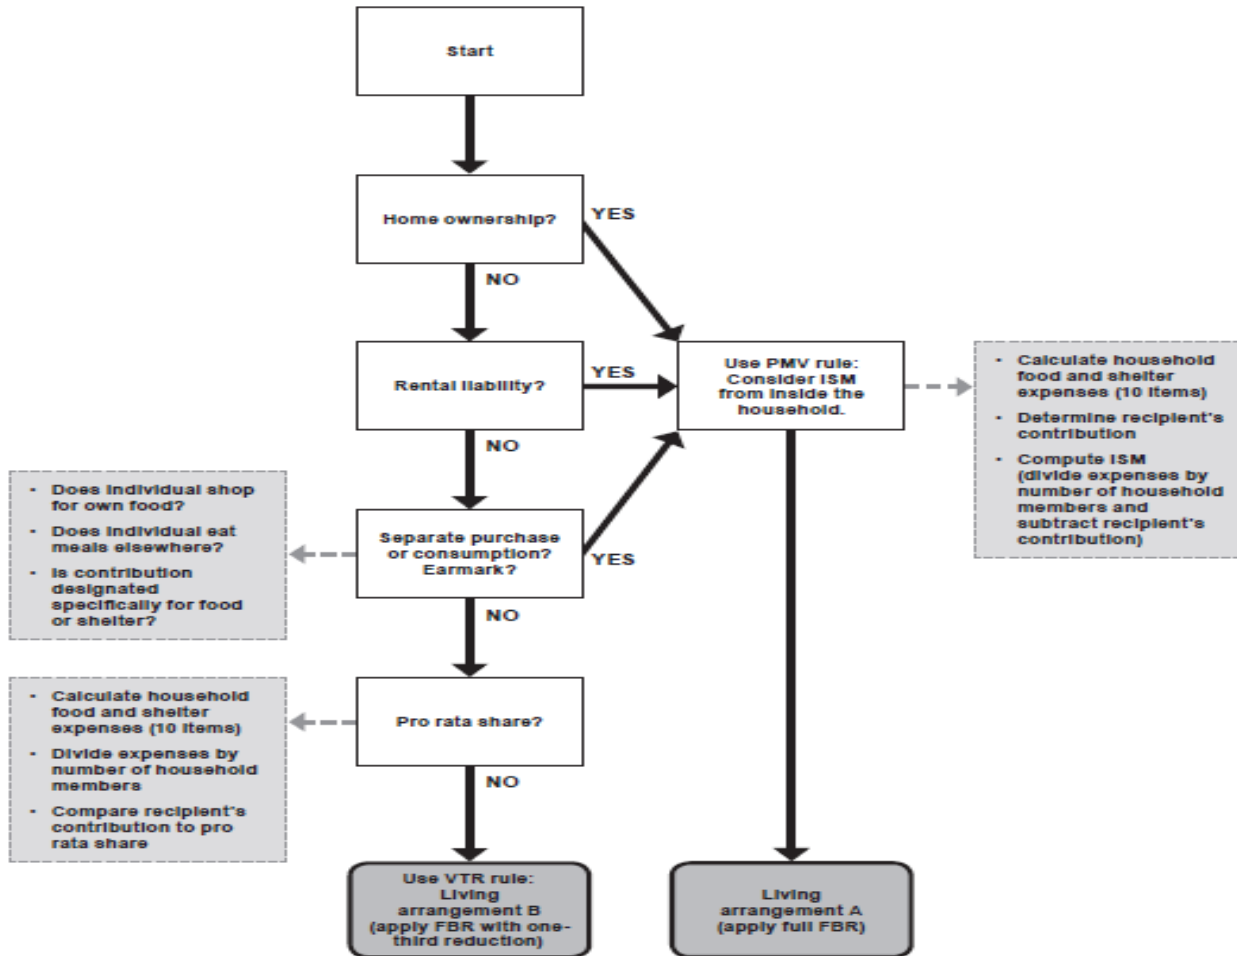 Start
Home ownership?
YES
NO
Rental liability?
YES
Use PMV rule:
Consider ISM
from inside the
household.
• Calculate household
food and shelter
expenses (10 items)
• Determine recipient's
contribution
• Compute ISM
(divide expenses by
number of household
members and
subtract recipient's
contribution)
NO
• Does individual shop
for own food?
• Does individual eat
meals elsewhere?
• Is contribution
designated
specifically for food
or shelter?
Separate purchase
or consumption?
Earmark?
YES
NO
• Calculate household
food and shelter
expenses (10 items)
• Divide expenses by
number of household
members
• Compare recipient's
contribution to pro
rata share
Pro rata share?
NO
Use VTR rule:
Living
arrangement B
(apply FBR with one-
third reduction)
Living
arrangement A
(apply full FBR)